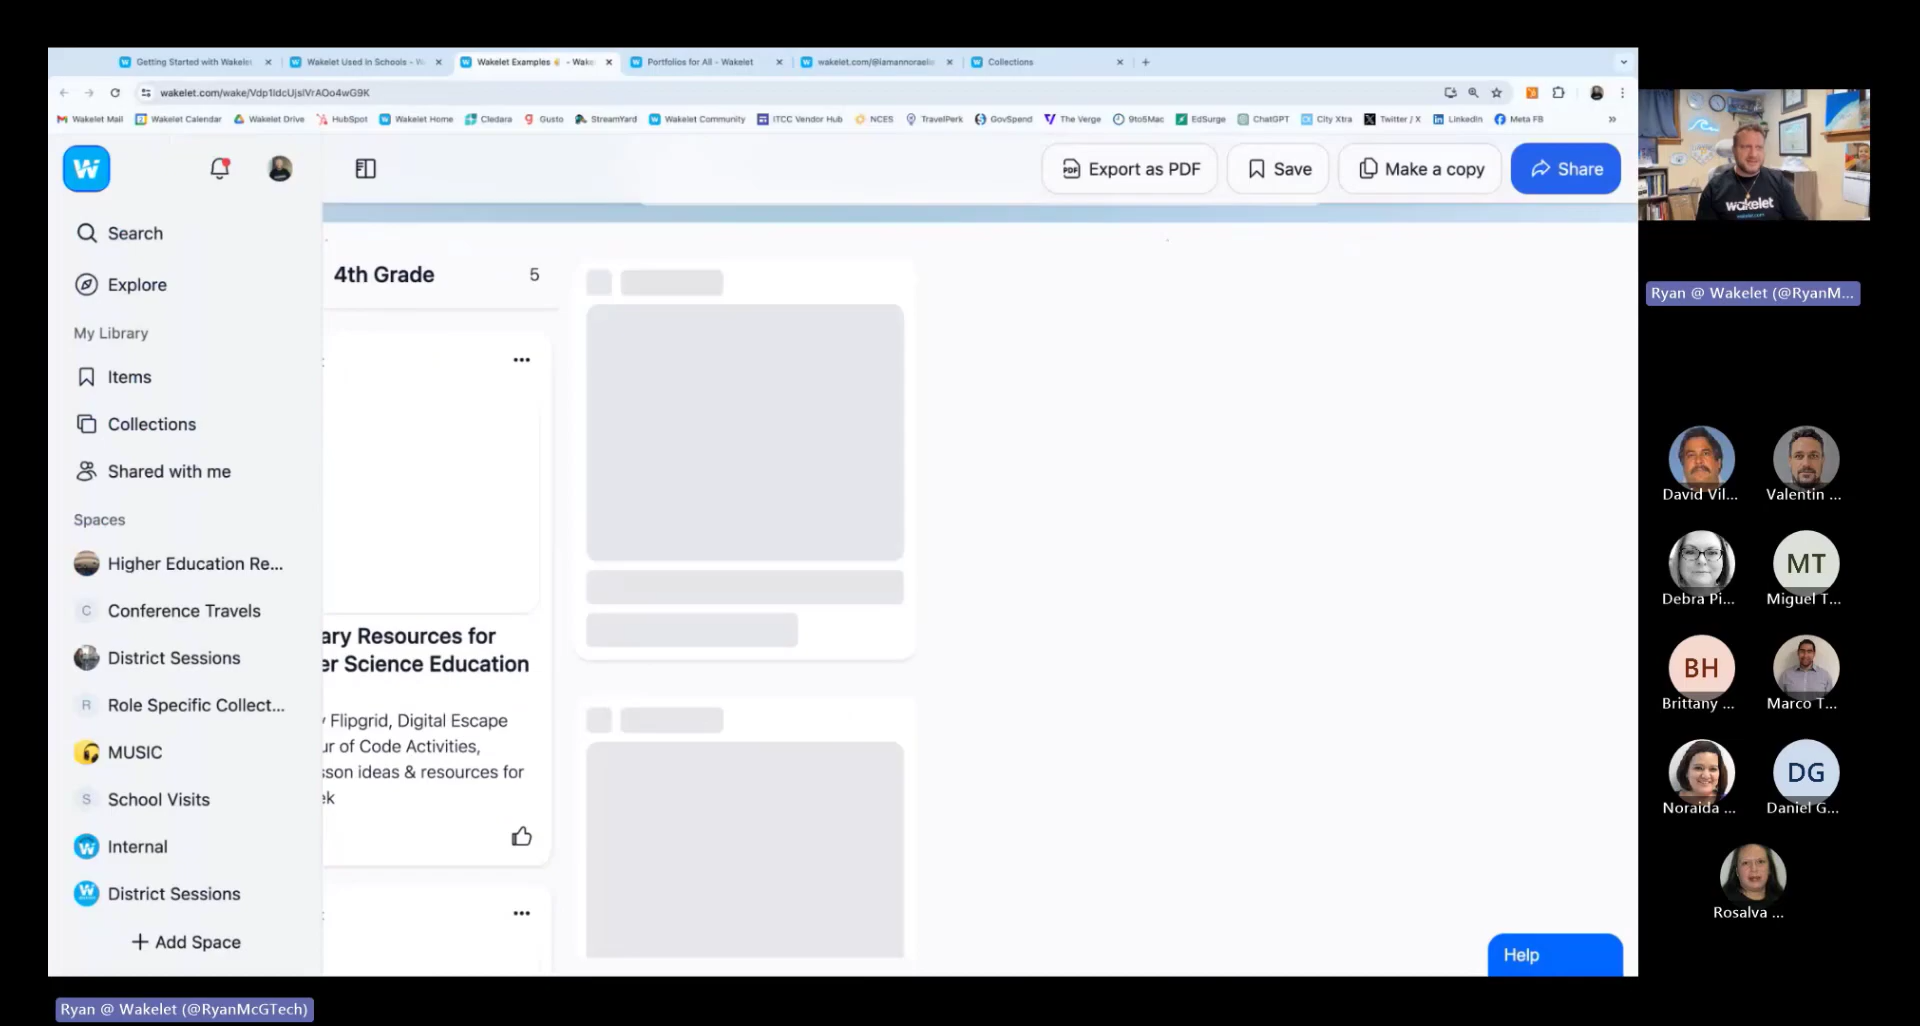 Getting Started with Wakele
Wakelet Used In Schools - W
Wakelet Examples - Wake
Portfolios for All - Wakelet
wakelet.com/@iamannoraelis
Collections
wakelet.com/wake/
Wakelet Mail
Wakelet Calendar
Wakelet Drive
HubSpot
Wakelet Home
Cledara
Gusto
StreamYard
Wakelet Community
ITCC Vendor Hub
NCES
TravelPerk
GovSpend
The Verge
9to5Mac
EdSurge
ChatGPT
City Xtra
Twitter / X
LinkedIn
Meta FB
W
PDF Export as PDF
Save
Make a copy
Share
Search
Explore
My Library
Items
Collections
Shared with me
Spaces
Higher Education Re...
C Conference Travels
District Sessions
R Role Specific Collect...
MUSIC
S School Visits
Internal
District Sessions
+ Add Space
4th Grade 5
ary Resources for
er Science Education
Flipgrid, Digital Escape
ur of Code Activities,
sson ideas & resources for
ek
Help
wakelet
Ryan @ Wakelet (@RyanM...
David Vil...
Valentin ...
Debra Pi...
MT
Miguel T...
BH
Brittany ...
Marco T...
Noraida ...
DG
Daniel G...
Rosalva ...
Ryan @ Wakelet (@RyanMcGTech)